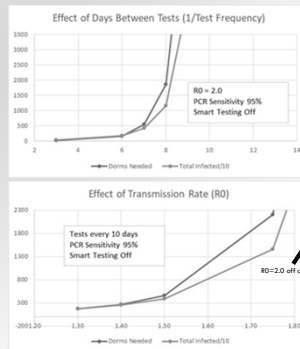 Effect of Days Between Tests (1/Test Frequency)
3500
3000
2500
2000
1500
1000
500
0
R0 = 2.0
PCR Sensitivity 95%
Smart Testing Off
2 4 6 8 10 12 14
Dorms Needed Total Infected/10
Effect of Transmission Rate (R0)
2300
1800
1300
800
300
-200
Tests every 10 days
PCR Sensitivity 95%
Smart Testing Off
R0=2.0 off
1.20 1.30 1.40 1.50 1.60 1.70 1.80
Dorms Needed Total Infected/10